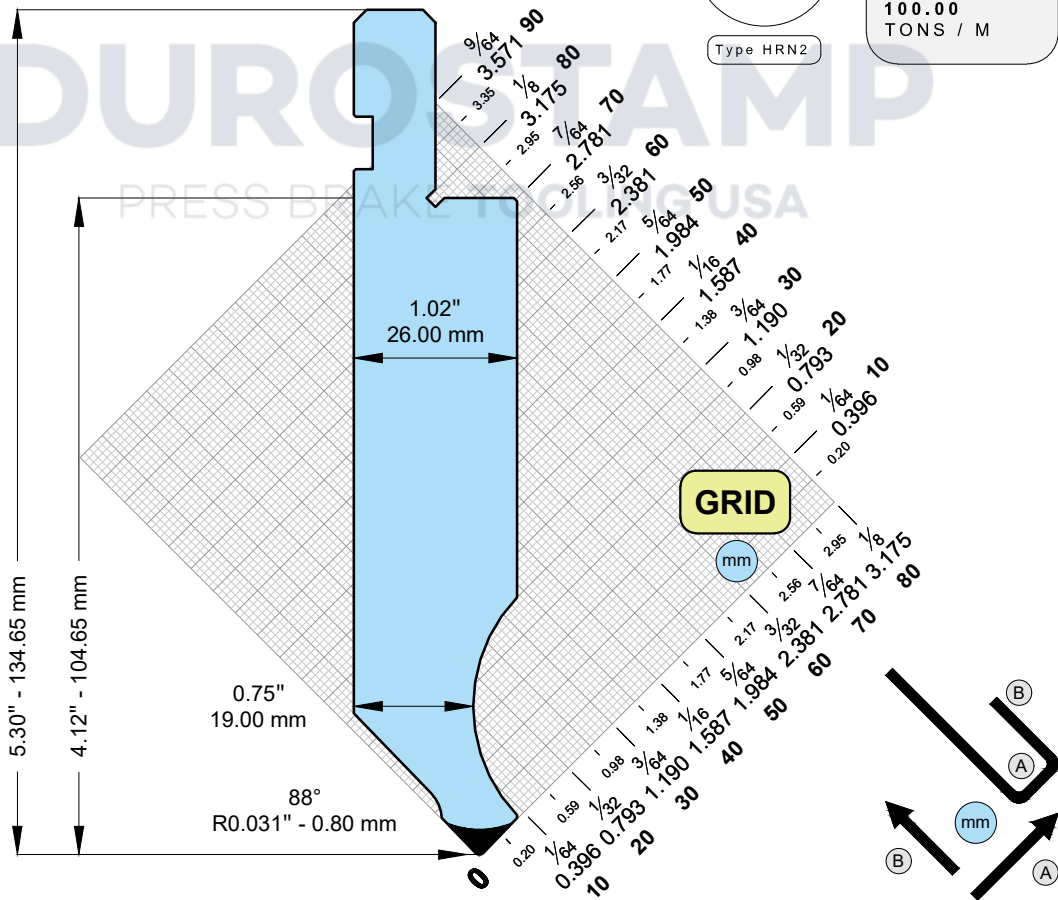 DUROSTAMP
PRESS BRAKE TOOLING USA
Type HRN2
100.00
TONS / M
9/64 3.571 90
3.35
1/8 3.175 80
2.95
7/64 2.781 70
2.56
3/32 2.381 60
2.17
5/64 1.984 50
1.77
1/16 1.587 40
1.38
3/64 1.190 30
0.98
1/32 0.793 20
0.59
1/64 0.396 10
0.20
1.02"
26.00 mm
GRID
mm
5.30" - 134.65 mm
4.12" - 104.65 mm
0.75"
19.00 mm
88°
R0.031" - 0.80 mm
0
0.20
1/64 0.396 10
0.59
1/32 0.793 20
0.98
3/64 1.190 30
1.38
1/16 1.587 40
1.77
5/64 1.984 50
2.17
3/32 2.381 60
2.56
7/64 2.781 70
2.95
1/8 3.175 80
B
A
mm
B
A